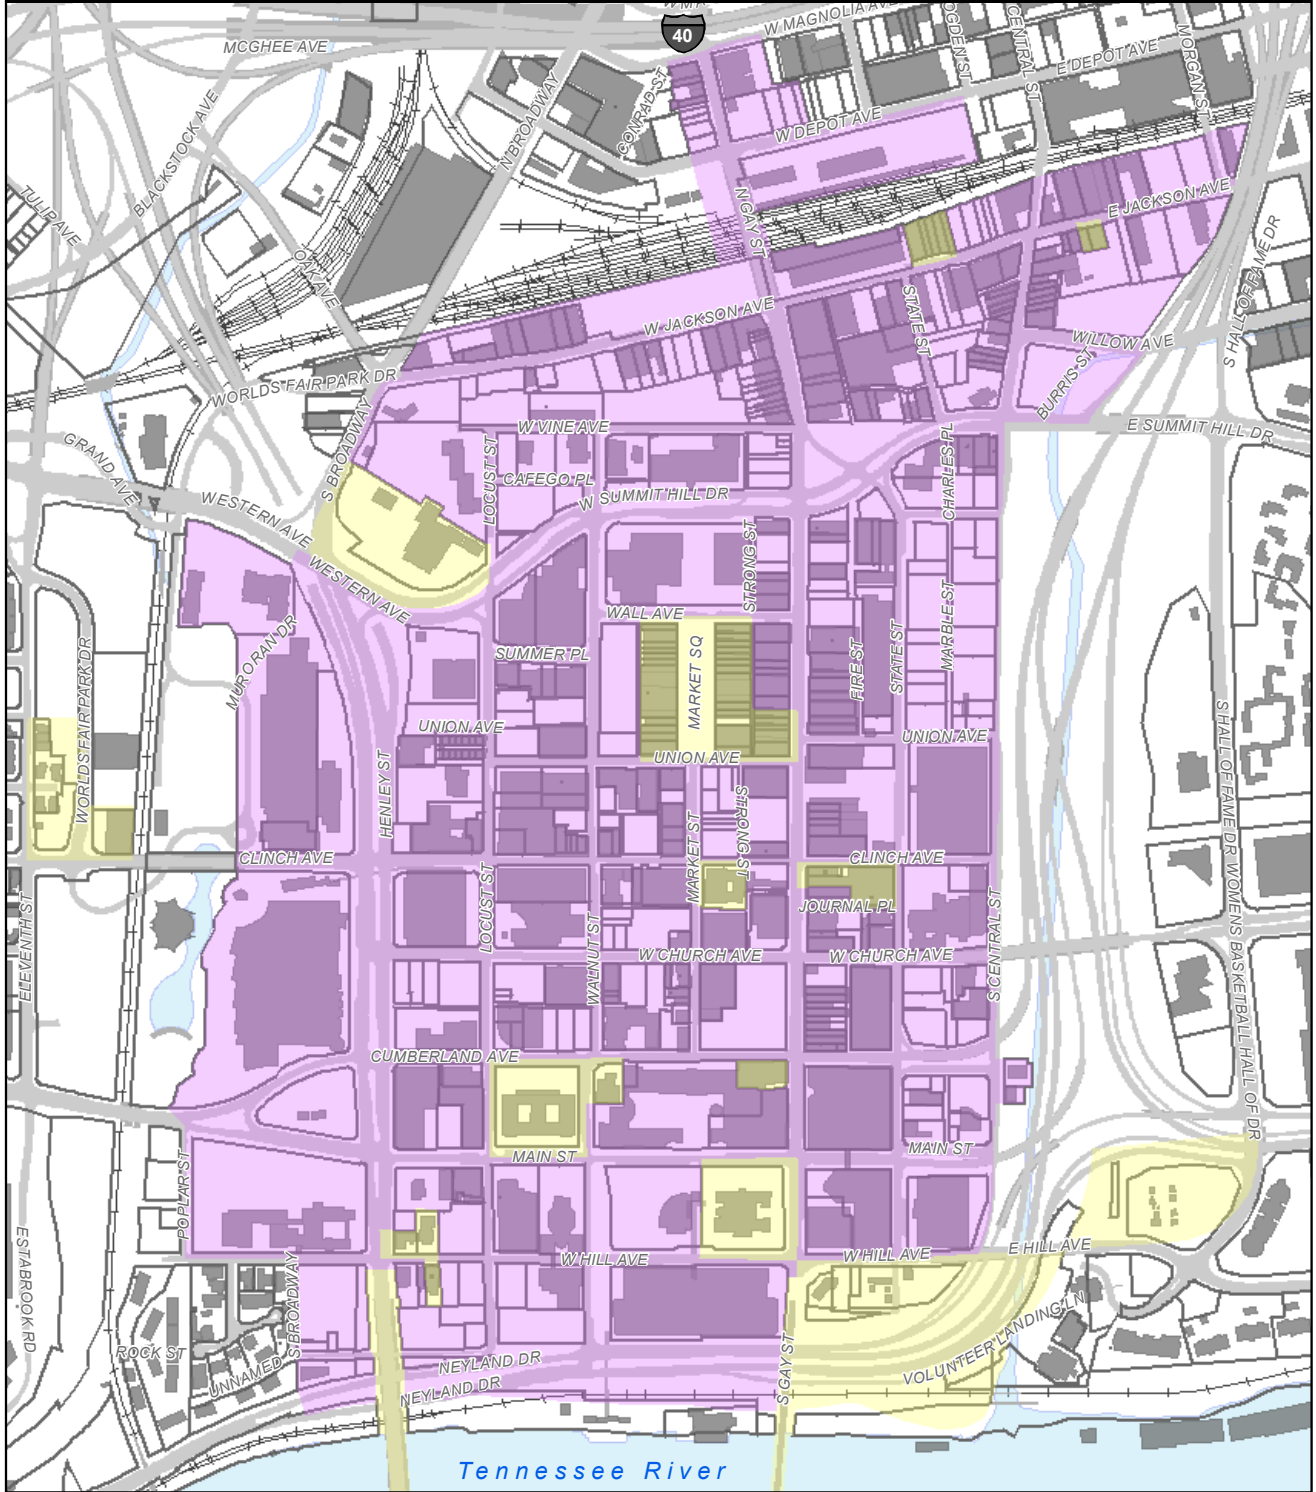 W MAGNOLIA AVE
40
OGDEN ST
CENTRAL ST
MORGAN ST
MCGHEE AVE
E DEPOT AVE
N BROADWAY
CONRAD ST
BLACKSTOCK AVE
W DEPOT AVE
TULIP AVE
N GAY ST
E JACKSON AVE
S HALL OF FAME DR
OAK AVE
STATE ST
W JACKSON AVE
WILLOW AVE
WORLDS FAIR PARK DR
BURRIS ST
W VINE AVE
E SUMMIT HILL DR
S BROADWAY
GRAND AVE
LOCUST ST
CHARLES PL
CAFEGO PL
W SUMMIT HILL DR
WESTERN AVE
STRONG ST
WESTERN AVE
WALL AVE
MARBLE ST
SUMMER PL
MARKET SQ
FIRE ST
STATE ST
MUR ORAN DR
WORLDS FAIR PARK DR
UNION AVE
UNION AVE
UNION AVE
HENLEY ST
STRONG ST
MARKET ST
CLINCH AVE
CLINCH AVE
LOCUST ST
JOURNAL PL
ELEVENTH ST
WALNUT ST
W CHURCH AVE
W CHURCH AVE
S CENTRAL ST
S HALL OF FAME DR WOMENS BASKETBALL HALL OF DR
CUMBERLAND AVE
MAIN ST
MAIN ST
POPLAR ST
W HILL AVE
W HILL AVE
E HILL AVE
ESTABROOK RD
S BROADWAY
ROCK ST
UNNAMED
NEYLAND DR
NEYLAND DR
S GAY ST
VOLUNTEER LANDING LN
Tennessee River